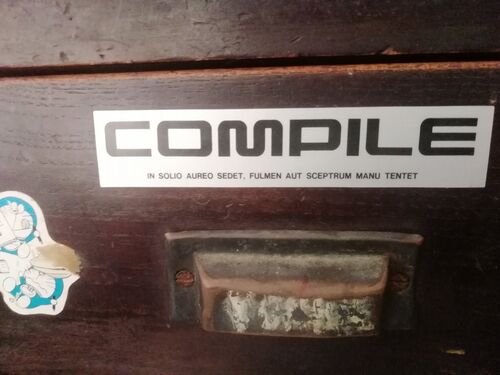 COMPILE
IN SOLIO AUREO SEDET, FULMEN AUT SCEPTRUM MANU TENTET